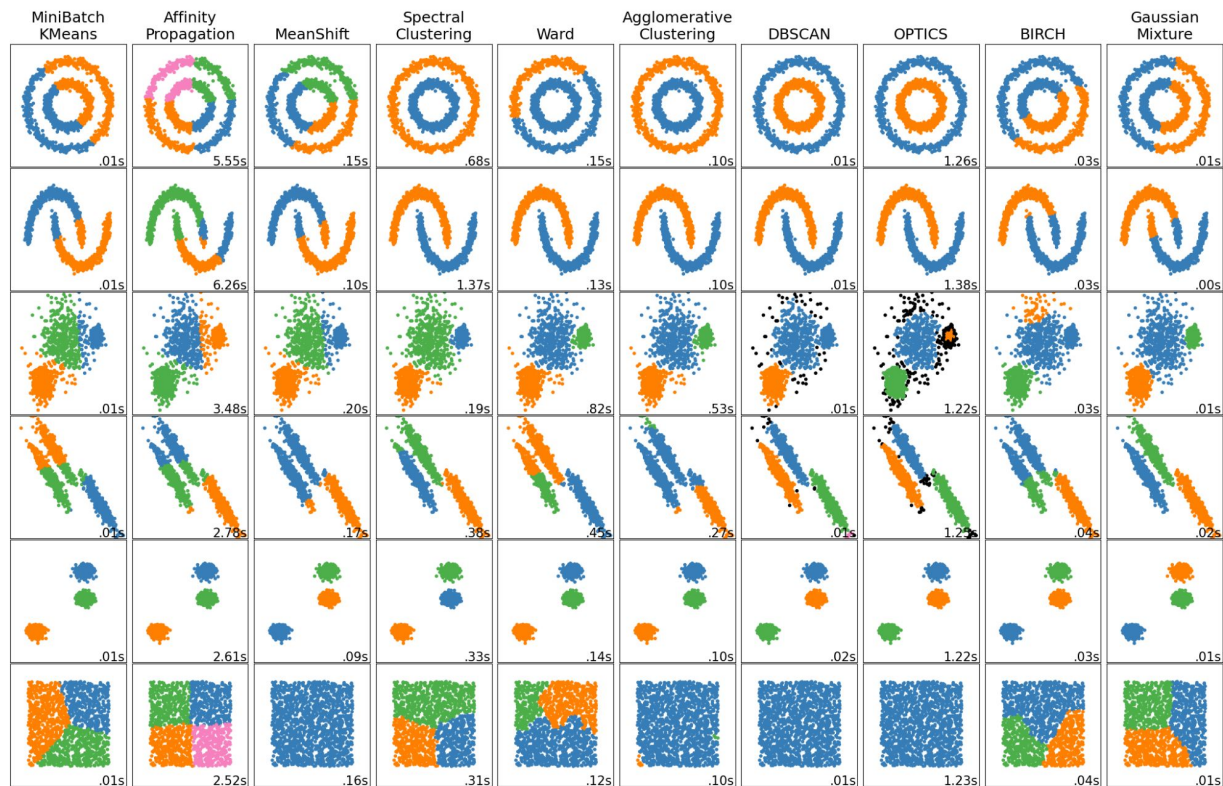 MiniBatch
KMeans
Affinity
Propagation
MeanShift
Spectral
Clustering
Ward
Agglomerative
Clustering
DBSCAN
OPTICS
BIRCH
Gaussian
Mixture
.01s
5.55s
.15s
.68s
.15s
.10s
.01s
1.26s
.03s
.01s
.01s
6.26s
.10s
1.37s
.13s
.10s
.01s
1.38s
.03s
.00s
.01s
3.48s
.20s
.19s
.82s
.53s
.01s
1.22s
.03s
.01s
.01s
2.78s
.17s
.38s
.45s
.27s
.01s
1.25s
.04s
.02s
.01s
2.61s
.09s
.33s
.14s
.10s
.02s
1.22s
.03s
.01s
.01s
2.52s
.16s
.31s
.12s
.10s
.01s
1.23s
.04s
.01s